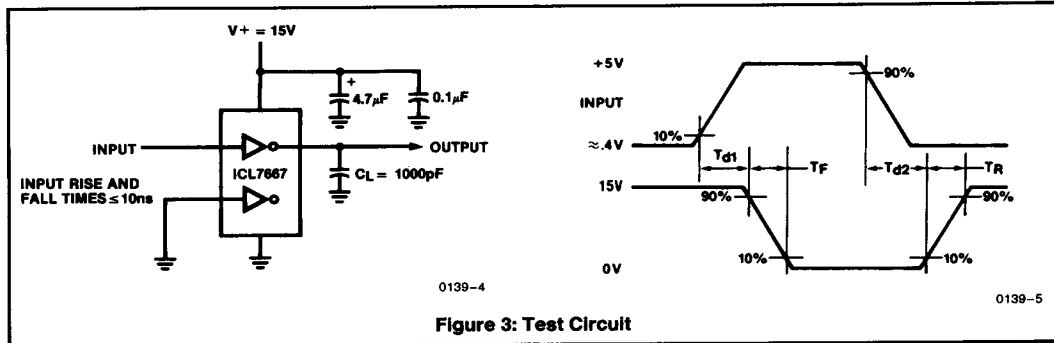 V+ = 15V
+
4.7µF
0.1µF
INPUT
OUTPUT
ICL7667
CL = 1000pF
INPUT RISE AND
FALL TIMES ≤ 10ns
0139-4
+5V
90%
INPUT
10%
≈.4V
Td1
TF
Td2
TR
15V
90%
90%
10%
10%
0V
0139-5
Figure 3: Test Circuit